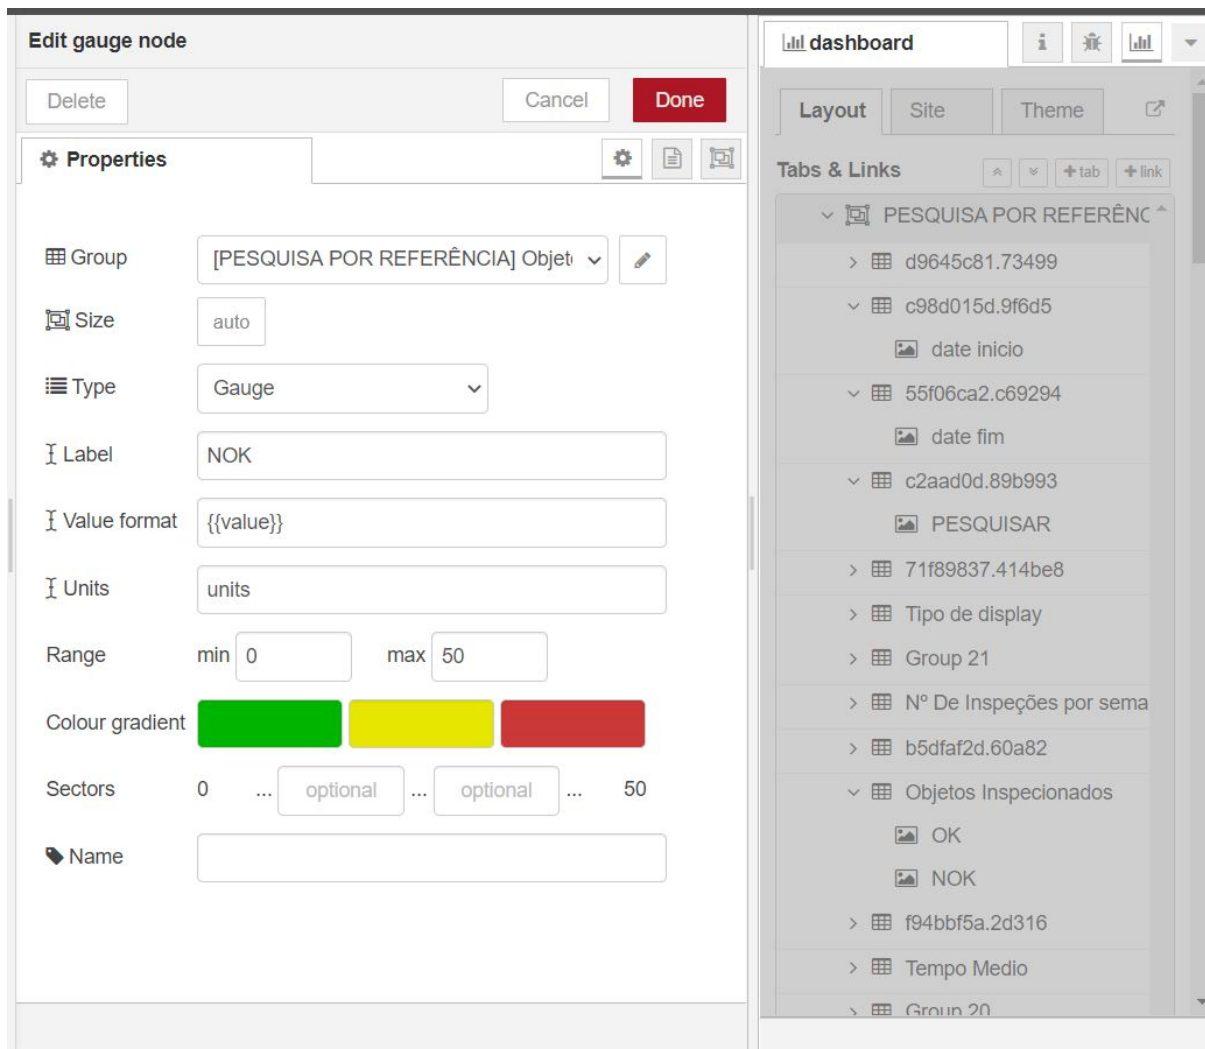 Edit gauge node
Delete
Cancel
Done
Properties
Group
[PESQUISA POR REFERÊNCIA] Objet
Size
auto
Type
Gauge
Label
NOK
Value format
{{value}}
Units
units
Range
min 0
max 50
Colour gradient
Sectors
0 ... optional ... optional ... 50
Name
dashboard
Layout
Site
Theme
Tabs & Links
+tab
+link
PESQUISA POR REFERÊNC
d9645c81.73499
c98d015d.9f6d5
date inicio
55f06ca2.c69294
date fim
c2aad0d.89b993
PESQUISAR
71f89837.414be8
Tipo de display
Group 21
Nº De Inspeções por sema
b5dfaf2d.60a82
Objetos Inspecionados
OK
NOK
f94bbf5a.2d316
Tempo Medio
Group 20